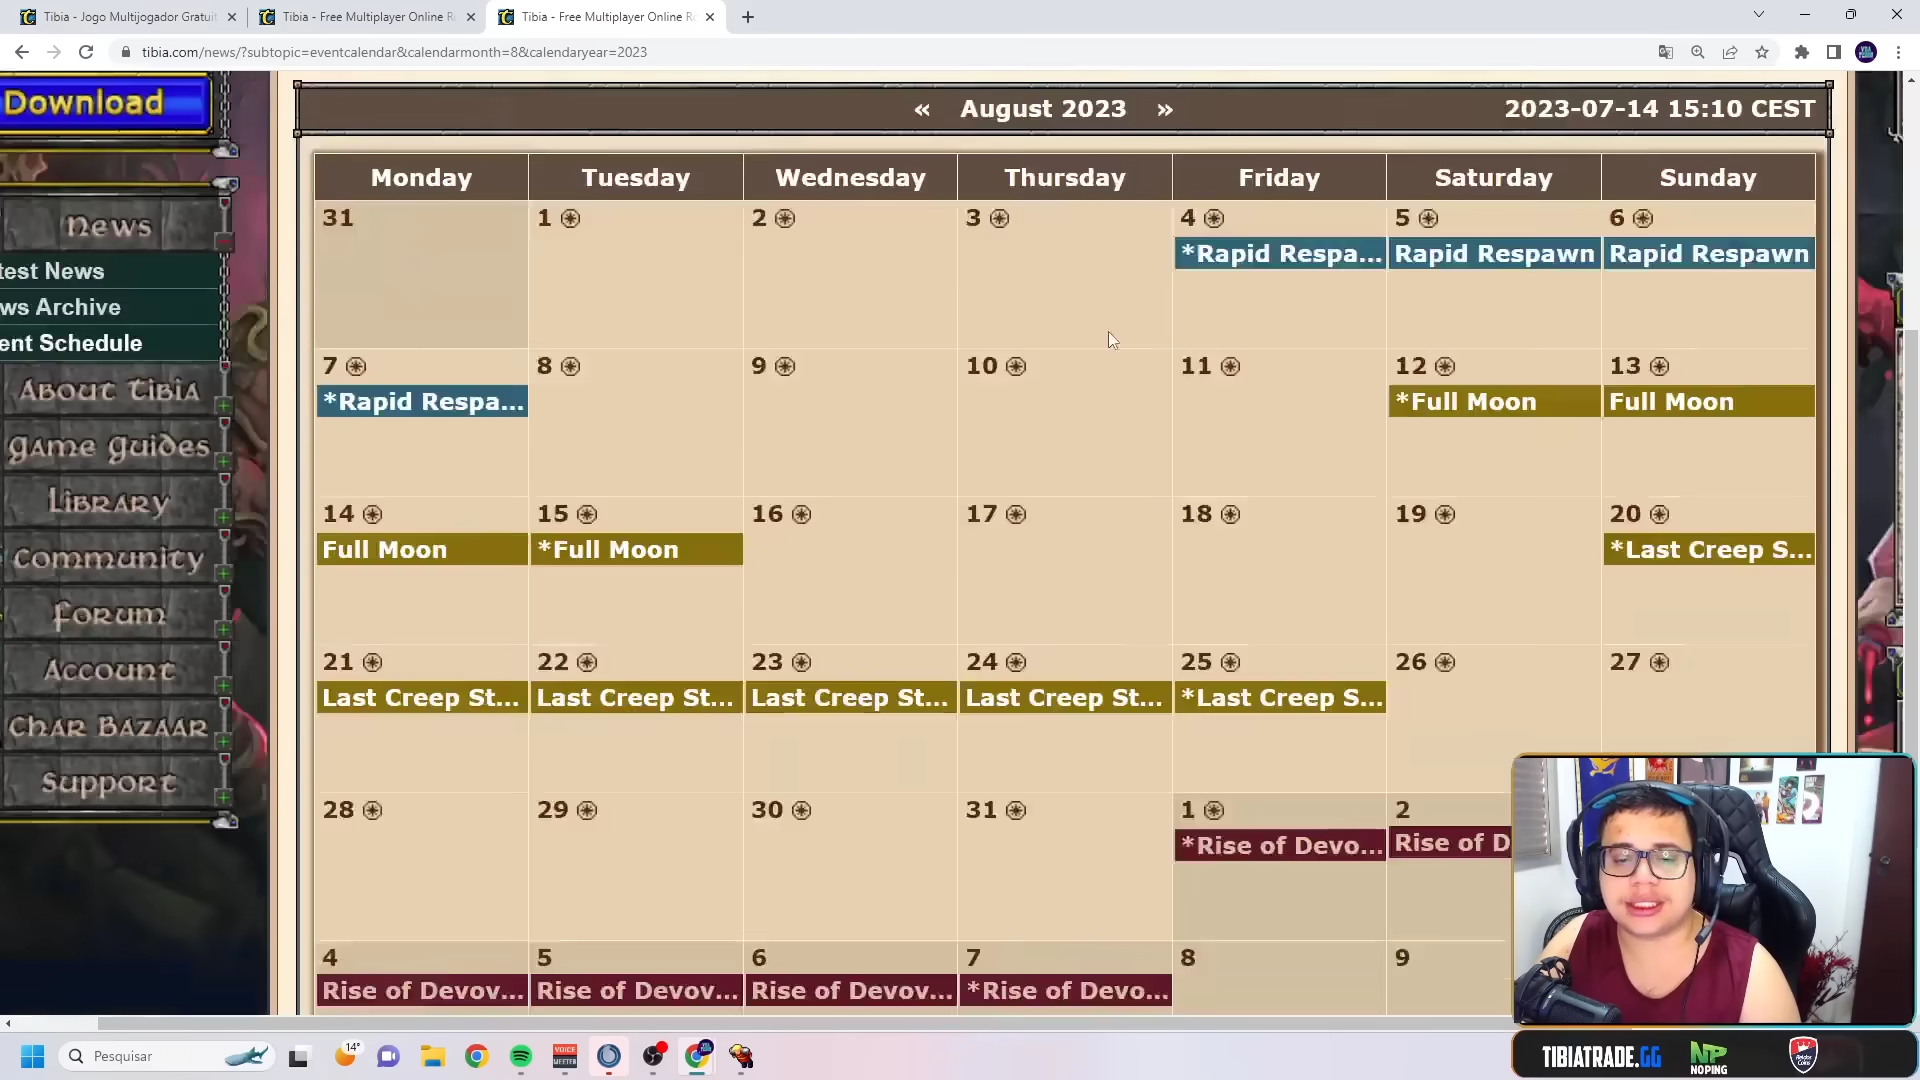 Tibia - Jogo Multijogador Gratuit
Tibia - Free Multiplayer Online R
Tibia - Free Multiplayer Online R
tibia.com/news/?subtopic=eventcalendar&calendarmonth=8&calendaryear=2023
Download
News
test News
ws Archive
ent Schedule
About Tibia
Game Guides
Library
Community
Forum
Account
Char Bazaar
Support
« August 2023 » 2023-07-14 15:10 CEST
Monday Tuesday Wednesday Thursday Friday Saturday Sunday
31 1 2 3 4 5 6
*Rapid Respa... Rapid Respawn Rapid Respawn
7 8 9 10 11 12 13
*Rapid Respa... *Full Moon Full Moon
14 15 16 17 18 19 20
Full Moon *Full Moon *Last Creep S...
21 22 23 24 25 26 27
Last Creep St... Last Creep St... Last Creep St... Last Creep St... *Last Creep S...
28 29 30 31 1 2
*Rise of Devo... Rise of D
4 5 6 7 8 9
Rise of Devov... Rise of Devov... Rise of Devov... *Rise of Devo...
Pesquisar
14°
VOICE
MEETER
TIBIATRADE.GG
NP
NOPING